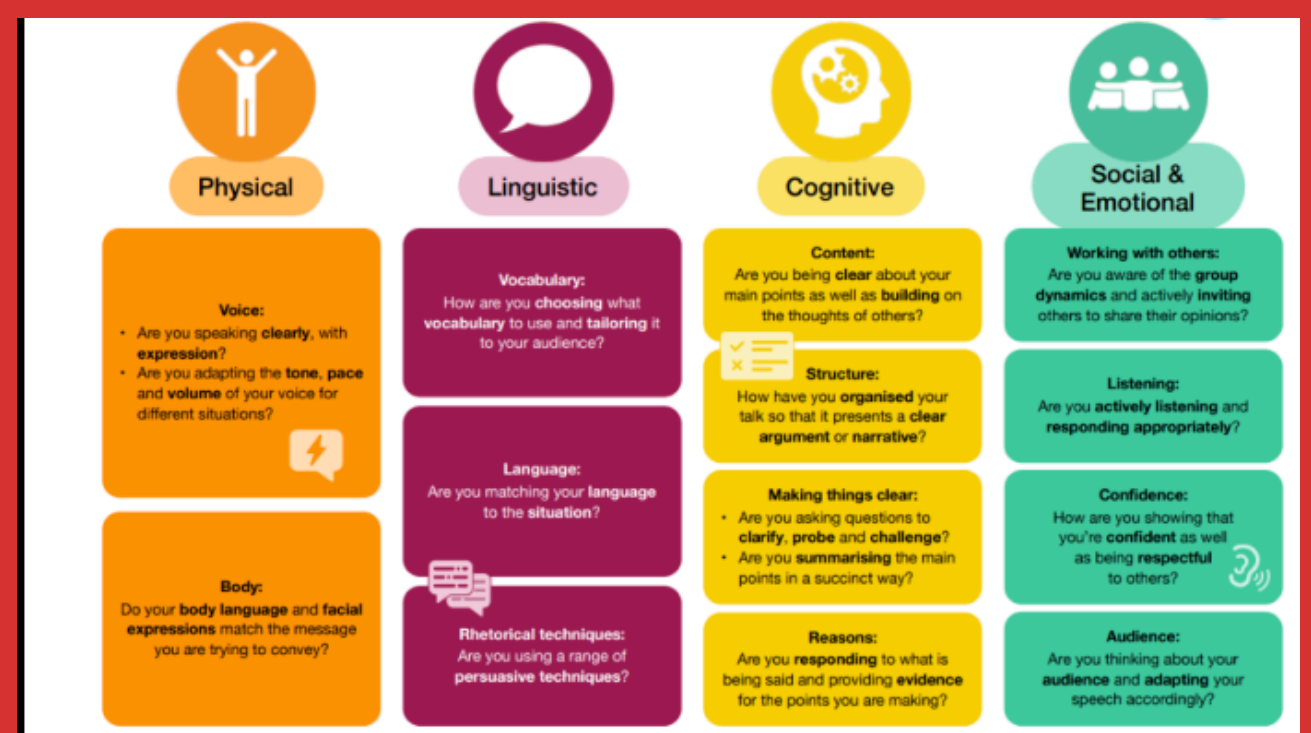 Physical
Voice:
• Are you speaking clearly, with
expression?
• Are you adapting the tone, pace
and volume of your voice for
different situations?
Body:
Do your body language and facial
expressions match the message
you are trying to convey?
Linguistic
Vocabulary:
How are you choosing what
vocabulary to use and tailoring it
to your audience?
Language:
Are you matching your language
to the situation?
Rhetorical techniques:
Are you using a range of
persuasive techniques?
Cognitive
Content:
Are you being clear about your
main points as well as building on
the thoughts of others?
Structure:
How have you organised your
talk so that it presents a clear
argument or narrative?
Making things clear:
• Are you asking questions to
clarify, probe and challenge?
• Are you summarising the main
points in a succinct way?
Reasons:
Are you responding to what is
being said and providing evidence
for the points you are making?
Social &
Emotional
Working with others:
Are you aware of the group
dynamics and actively inviting
others to share their opinions?
Listening:
Are you actively listening and
responding appropriately?
Confidence:
How are you showing that
you're confident as well
as being respectful
to others?
Audience:
Are you thinking about your
audience and adapting your
speech accordingly?